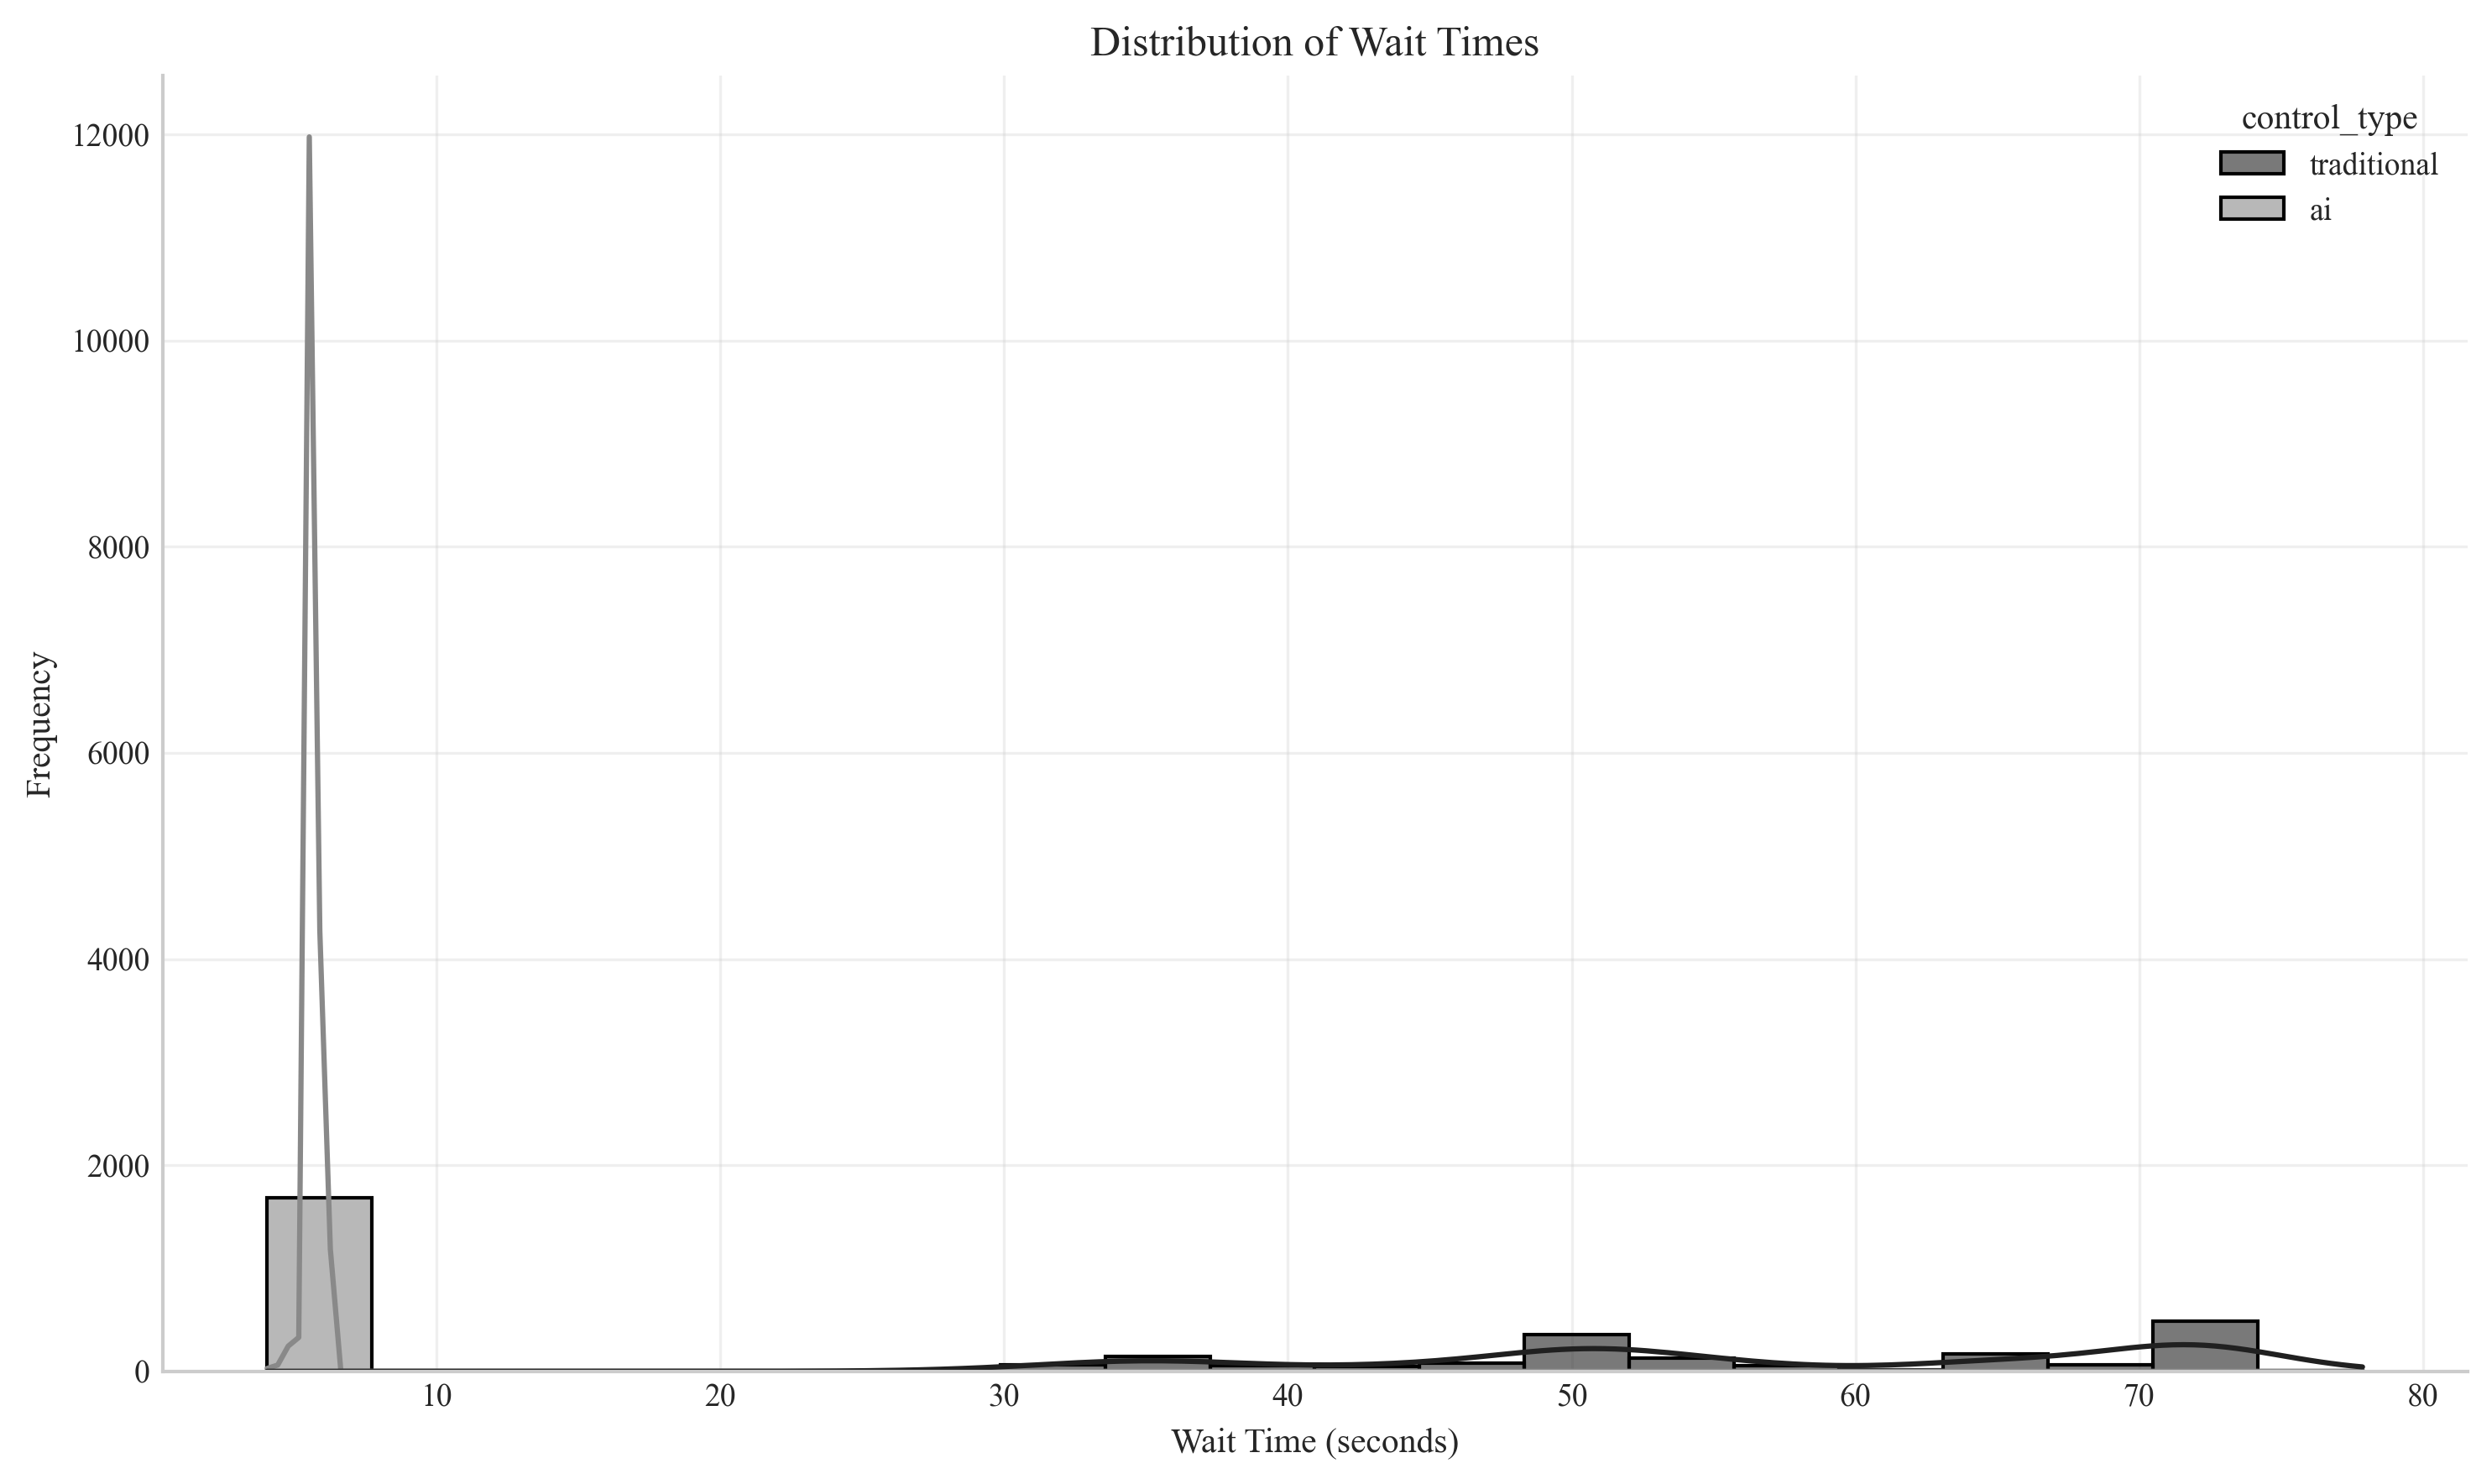 Distribution of Wait Times
control_type
traditional
ai
12000
10000
8000
6000
4000
2000
0
Frequency
10 20 30 40 50 60 70 80
Wait Time (seconds)